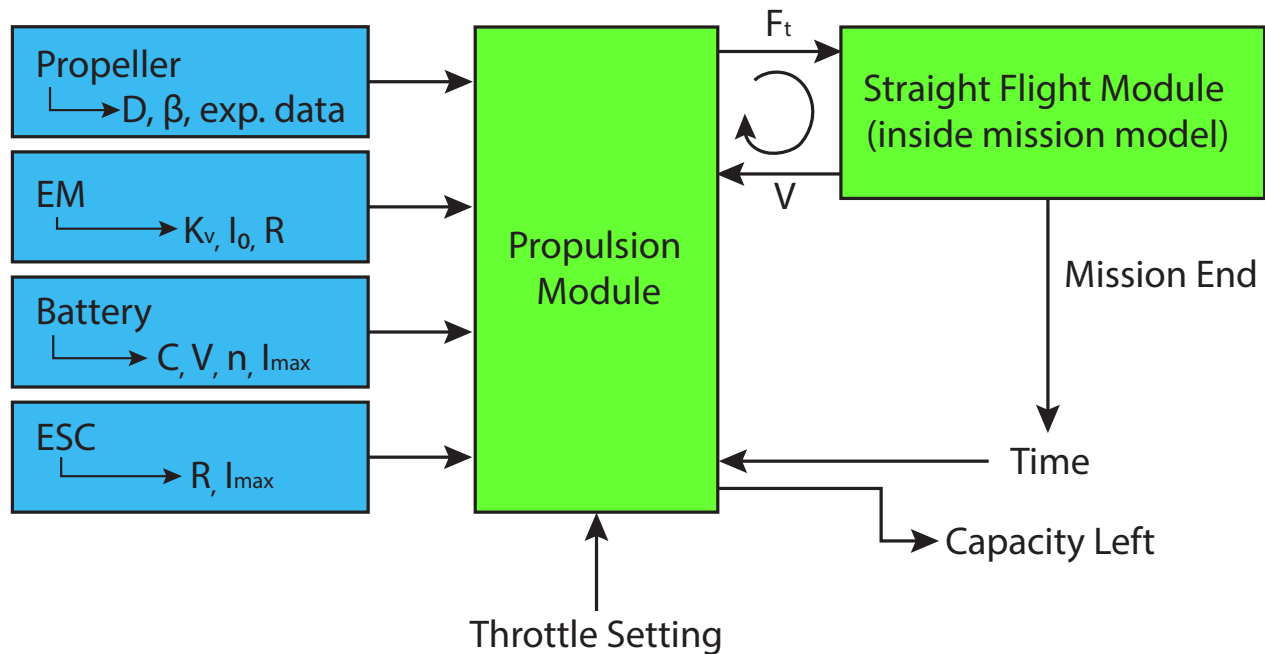 Propeller
D, β, exp. data
EM
Kv, I0, R
Battery
C, V, n, Imax
ESC
R, Imax
Propulsion
Module
Throttle Setting
Ft
V
Straight Flight Module
(inside mission model)
Mission End
Time
Capacity Left